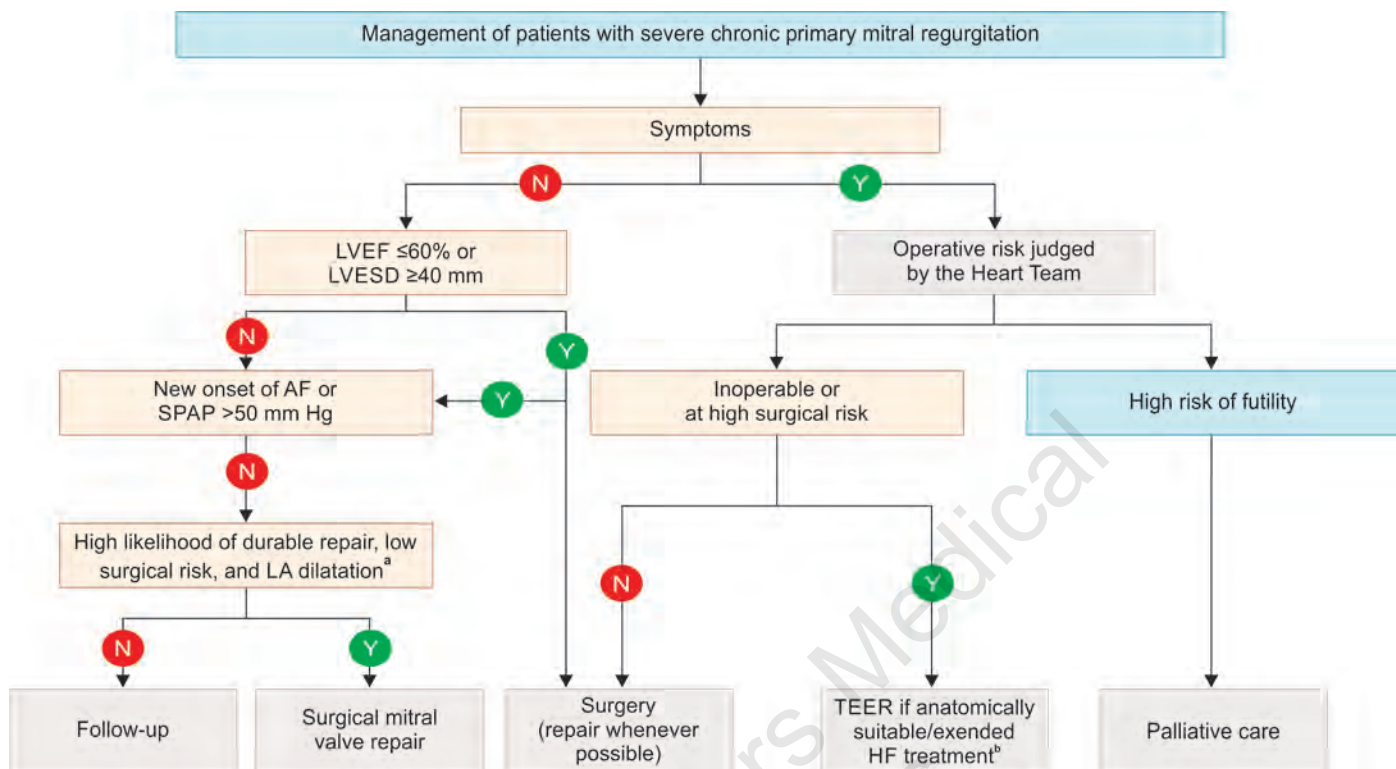 Management of patients with severe chronic primary mitral regurgitation
Symptoms
N
Y
LVEF ≤60% or
LVESD ≥40 mm
Operative risk judged
by the Heart Team
N
Y
New onset of AF or
SPAP >50 mm Hg
Y
Inoperable or
at high surgical risk
High risk of futility
N
High likelihood of durable repair, low
surgical risk, and LA dilatationᵃ
N
Y
N
Y
Follow-up
Surgical mitral
valve repair
Surgery
(repair whenever
possible)
TEER if anatomically
suitable/exended
HF treatmentᵇ
Palliative care
rs Medical